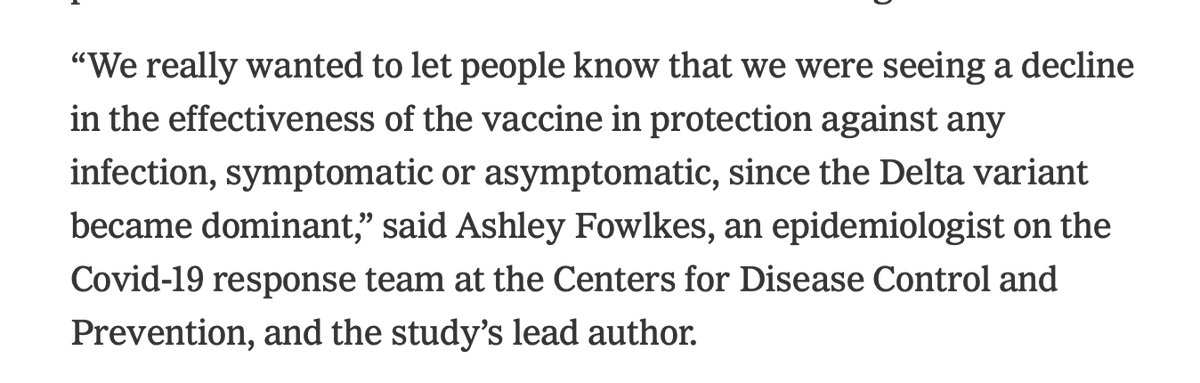 “We really wanted to let people know that we were seeing a decline
in the effectiveness of the vaccine in protection against any
infection, symptomatic or asymptomatic, since the Delta variant
became dominant,” said Ashley Fowlkes, an epidemiologist on the
Covid-19 response team at the Centers for Disease Control and
Prevention, and the study’s lead author.